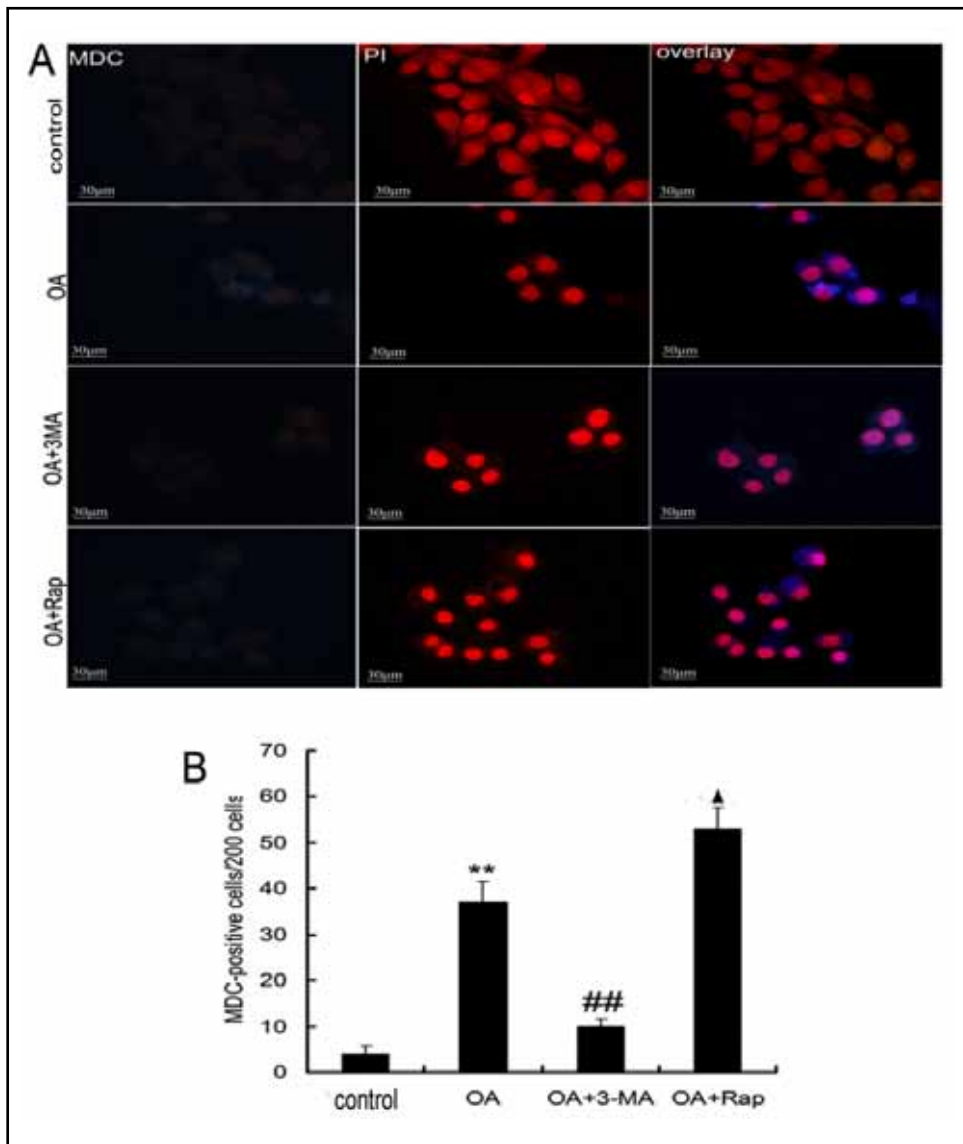 A
MDC PI overlay
control
30μm 30μm 30μm
OA
30μm 30μm 30μm
OA+3MA
30μm 30μm 30μm
OA+Rap
30μm 30μm 30μm
B
MDC-positive cells/200 cells
70
60
50
40
30
20
10
0
**
##
▲
control OA OA+3-MA OA+Rap